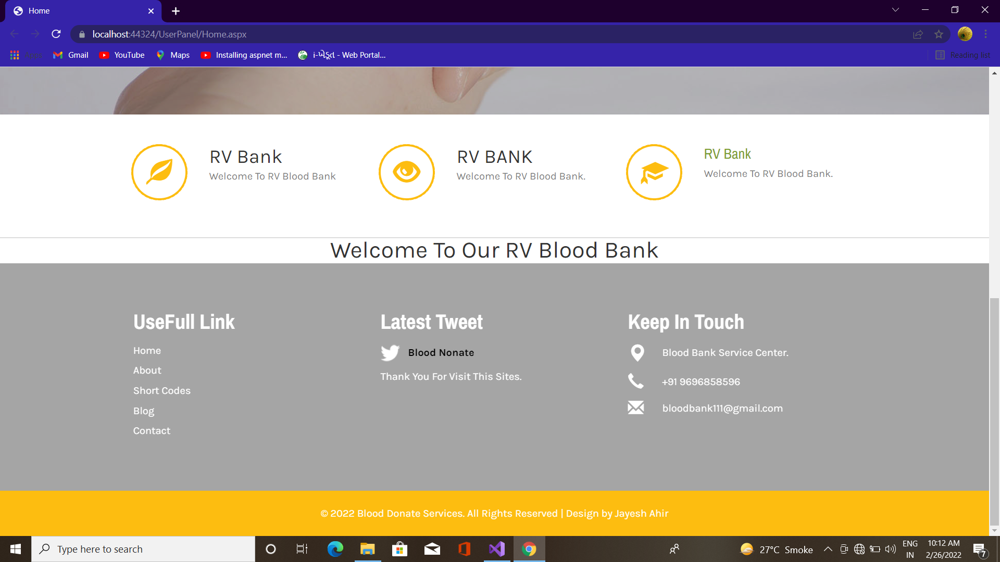 Home
localhost:44324/UserPanel/Home.aspx
Apps Gmail YouTube Maps Installing aspnet m... i-ખેડૂત - Web Portal... Reading list
RV Bank
Welcome To RV Blood Bank
RV BANK
Welcome To RV Blood Bank.
RV Bank
Welcome To RV Blood Bank.
Welcome To Our RV Blood Bank
UseFull Link
Home
About
Short Codes
Blog
Contact
Latest Tweet
Blood Nonate
Thank You For Visit This Sites.
Keep In Touch
Blood Bank Service Center.
+91 9696858596
bloodbank111@gmail.com
© 2022 Blood Donate Services. All Rights Reserved | Design by Jayesh Ahir
Type here to search
27°C Smoke
ENG
IN
10:12 AM
2/26/2022
7